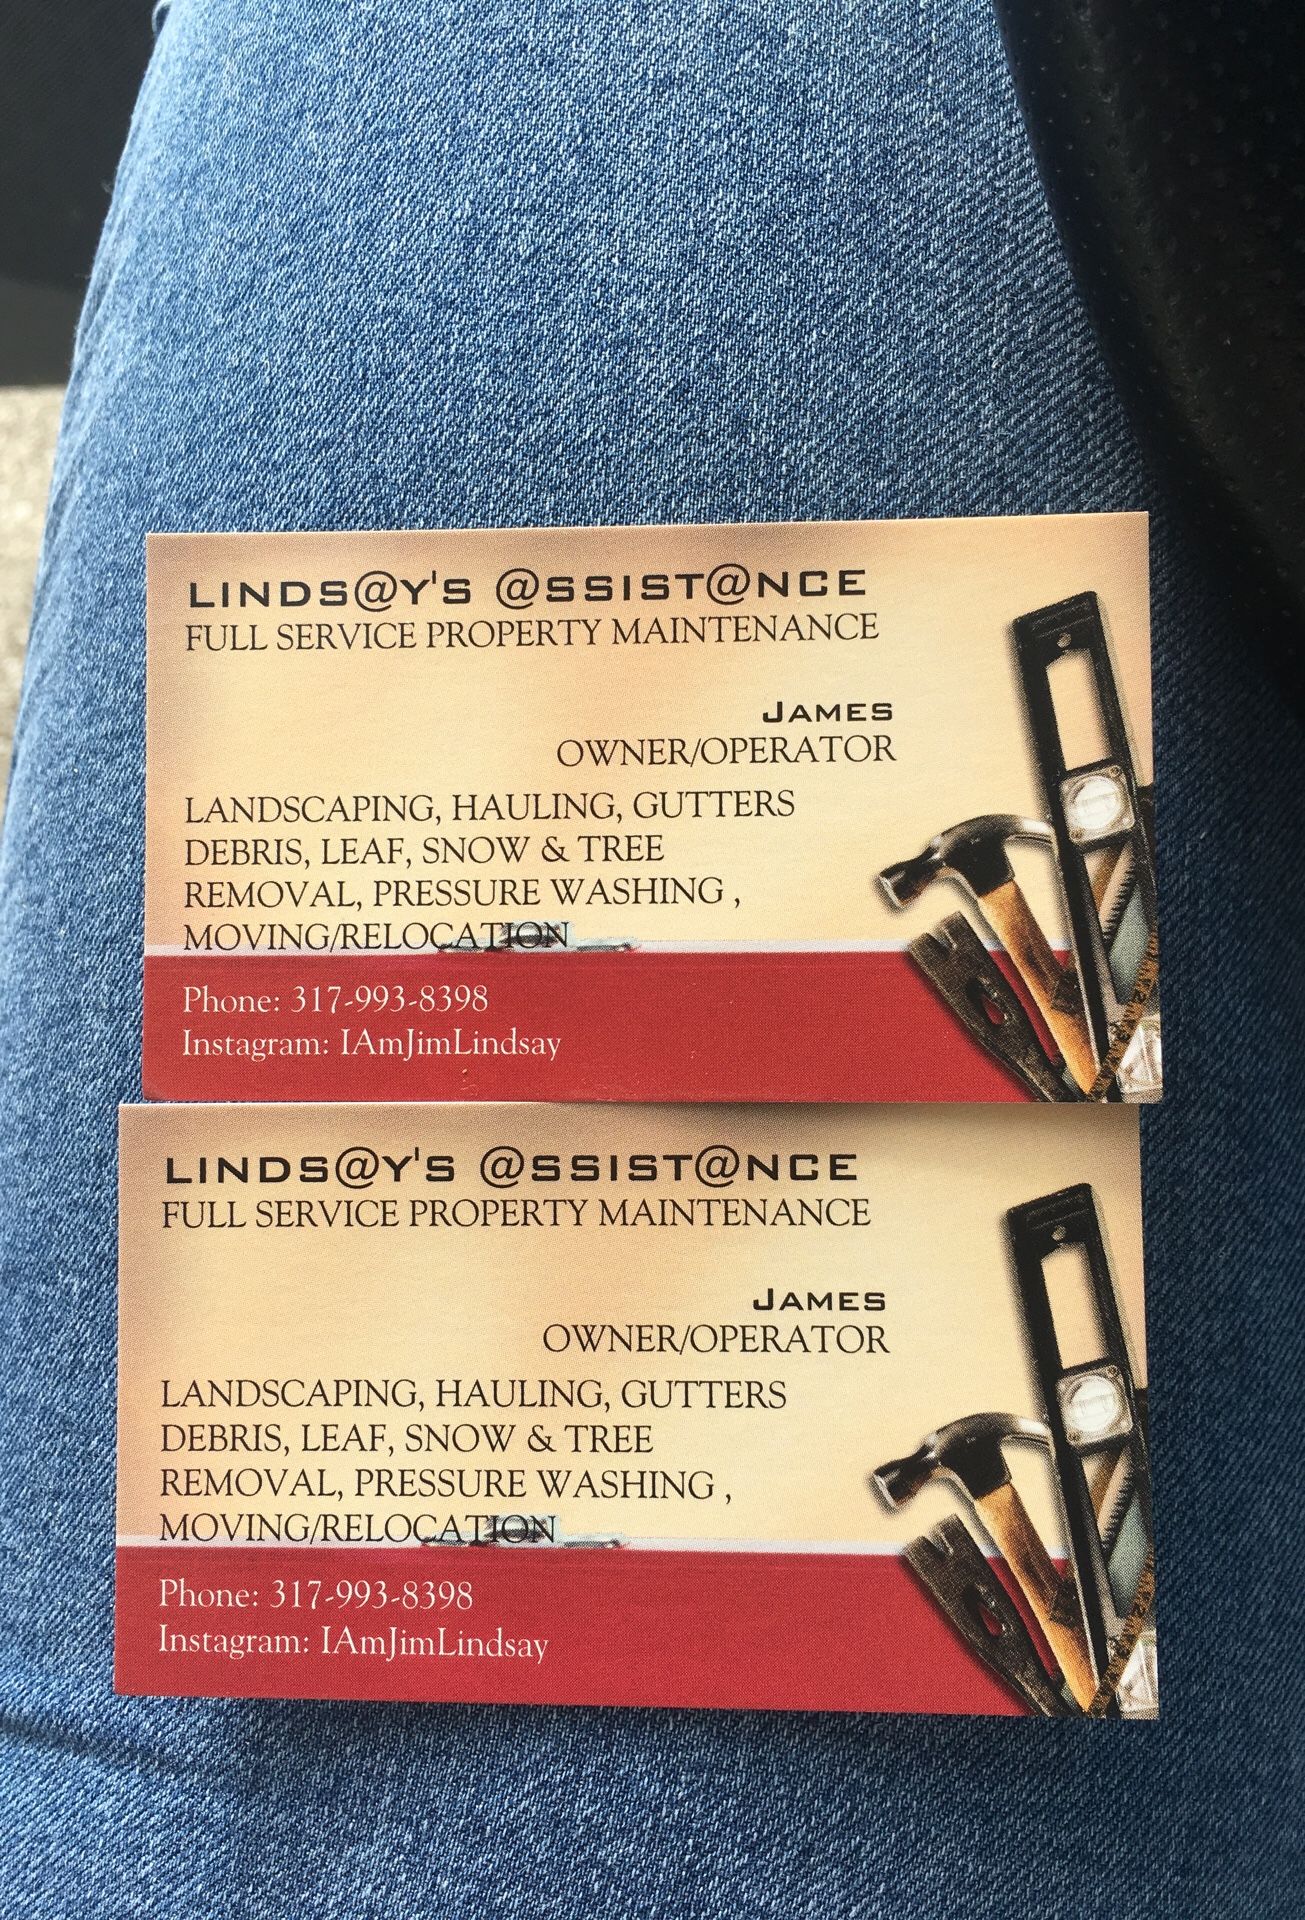 LINDS@Y'S @SSIST@NCE
FULL SERVICE PROPERTY MAINTENANCE
JAMES
OWNER/OPERATOR
LANDSCAPING, HAULING, GUTTERS
DEBRIS, LEAF, SNOW & TREE
REMOVAL, PRESSURE WASHING ,
MOVING/RELOCATION
Phone: 317-993-8398
Instagram: IAmJimLindsay
LINDS@Y'S @SSIST@NCE
FULL SERVICE PROPERTY MAINTENANCE
JAMES
OWNER/OPERATOR
LANDSCAPING, HAULING, GUTTERS
DEBRIS, LEAF, SNOW & TREE
REMOVAL, PRESSURE WASHING ,
MOVING/RELOCATION
Phone: 317-993-8398
Instagram: IAmJimLindsay